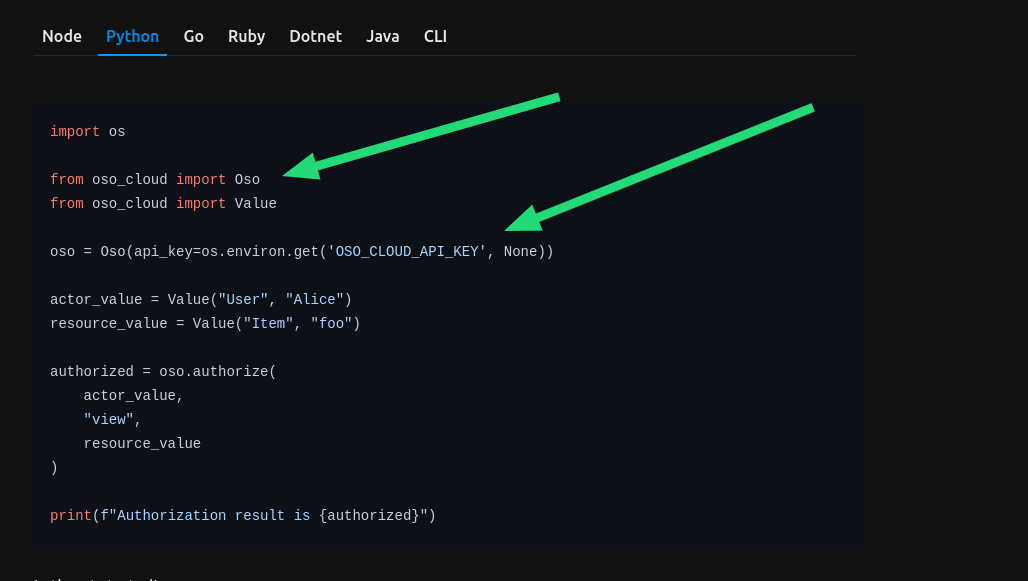 Node Python Go Ruby Dotnet Java CLI
import os
from oso_cloud import Oso
from oso_cloud import Value
oso = Oso(api_key=os.environ.get('OSO_CLOUD_API_KEY', None))
actor_value = Value("User", "Alice")
resource_value = Value("Item", "foo")
authorized = oso.authorize(
    actor_value,
    "view",
    resource_value
)
print(f"Authorization result is {authorized}")